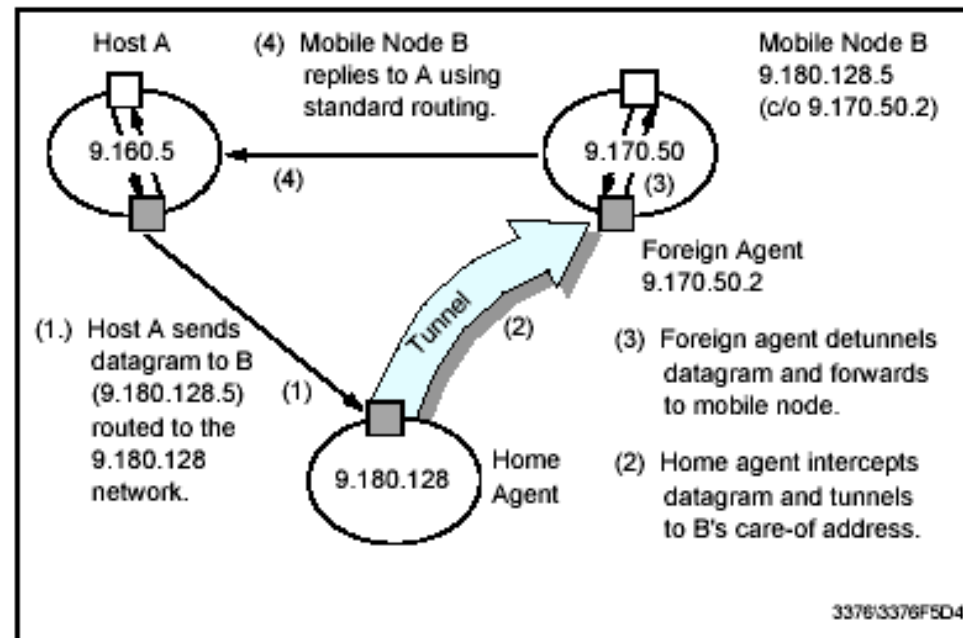 Host A
(4) Mobile Node B
replies to A using
standard routing.
Mobile Node B
9.180.128.5
(c/o 9.170.50.2)
9.160.5
9.170.50
(3)
(4)
Foreign Agent
9.170.50.2
Tunnel
(2)
(1.) Host A sends
datagram to B
(9.180.128.5)
routed to the
9.180.128
network.
(1)
(3) Foreign agent detunnels
datagram and forwards
to mobile node.
9.180.128
Home
Agent
(2) Home agent intercepts
datagram and tunnels
to B's care-of address.
3376\3376F5D4